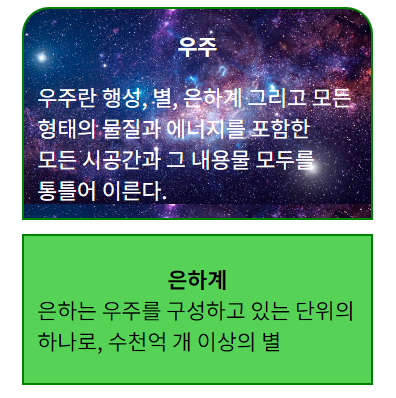 우주
우주란 행성, 별, 은하계 그리고 모든
형태의 물질과 에너지를 포함한
모든 시공간과 그 내용물 모두를
통틀어 이른다.
은하계
은하는 우주를 구성하고 있는 단위의
하나로, 수천억 개 이상의 별